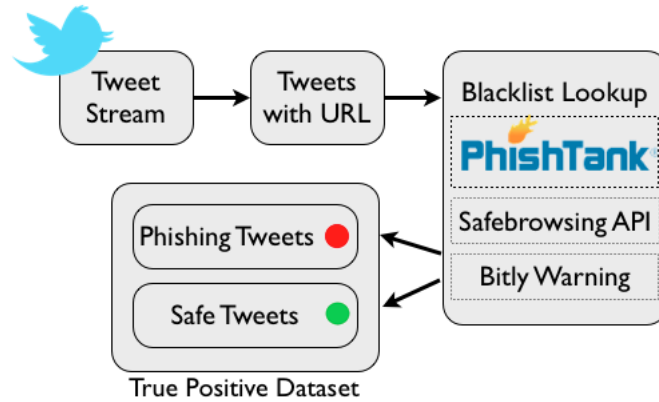 Tweet
Stream
Tweets
with URL
Blacklist Lookup
PhishTank®
Safebrowsing API
Bitly Warning
Phishing Tweets
Safe Tweets
True Positive Dataset